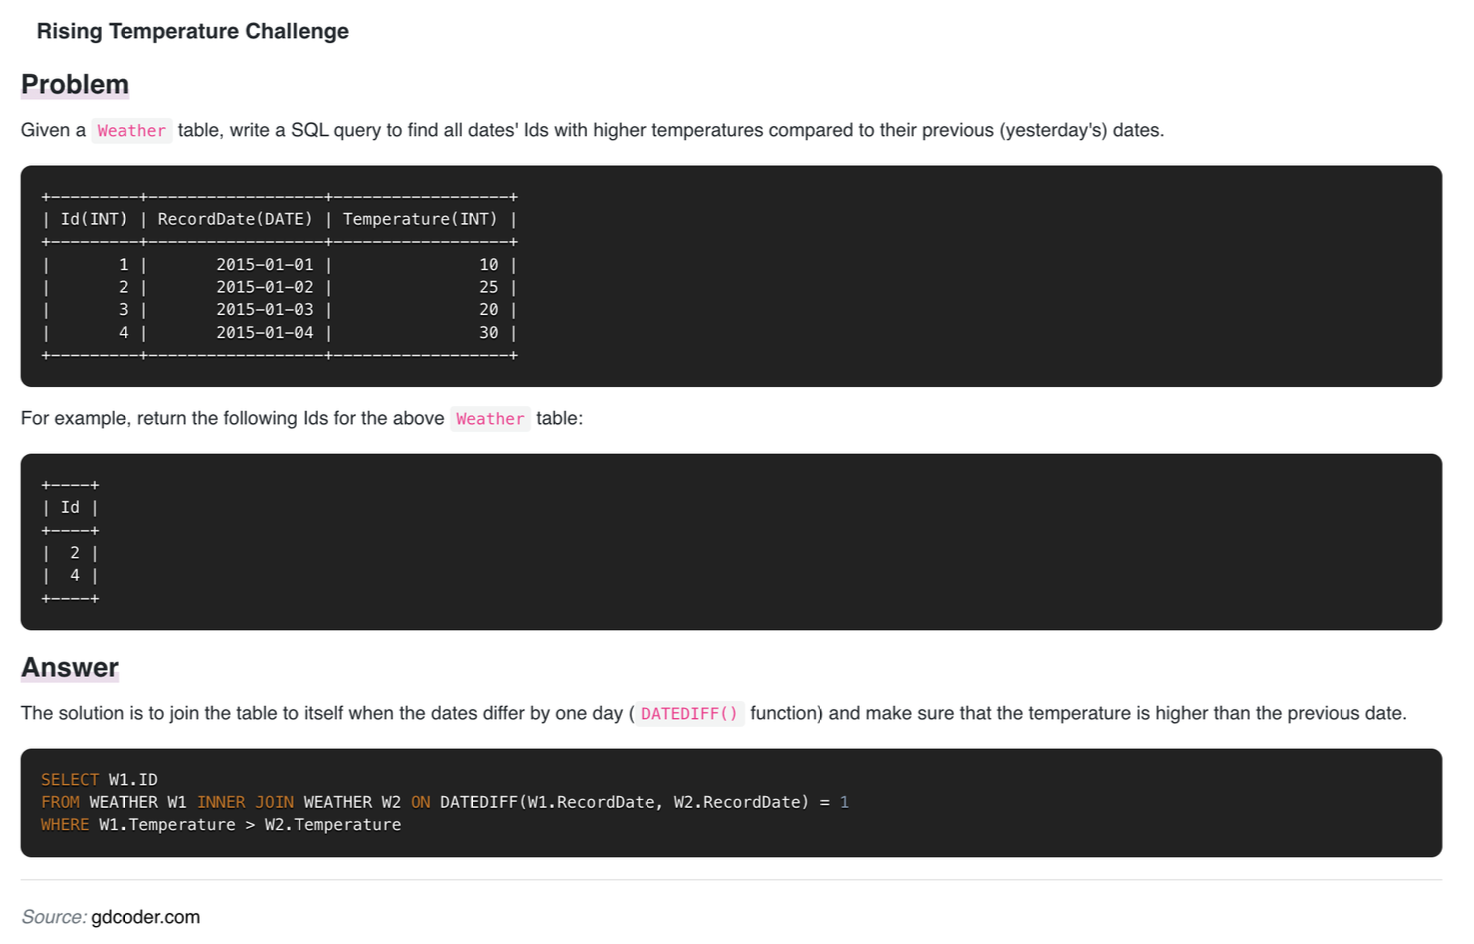 Rising Temperature Challenge
Problem
Given a Weather table, write a SQL query to find all dates' Ids with higher temperatures compared to their previous (yesterday's) dates.
+---------+------------------+------------------+
| Id(INT) | RecordDate(DATE) | Temperature(INT) |
+---------+------------------+------------------+
|       1 |       2015-01-01 |               10 |
|       2 |       2015-01-02 |               25 |
|       3 |       2015-01-03 |               20 |
|       4 |       2015-01-04 |               30 |
+---------+------------------+------------------+
For example, return the following Ids for the above Weather table:
+----+
| Id |
+----+
|  2 |
|  4 |
+----+
Answer
The solution is to join the table to itself when the dates differ by one day ( DATEDIFF() function) and make sure that the temperature is higher than the previous date.
SELECT W1.ID
FROM WEATHER W1 INNER JOIN WEATHER W2 ON DATEDIFF(W1.RecordDate, W2.RecordDate) = 1
WHERE W1.Temperature > W2.Temperature
Source: gdcoder.com